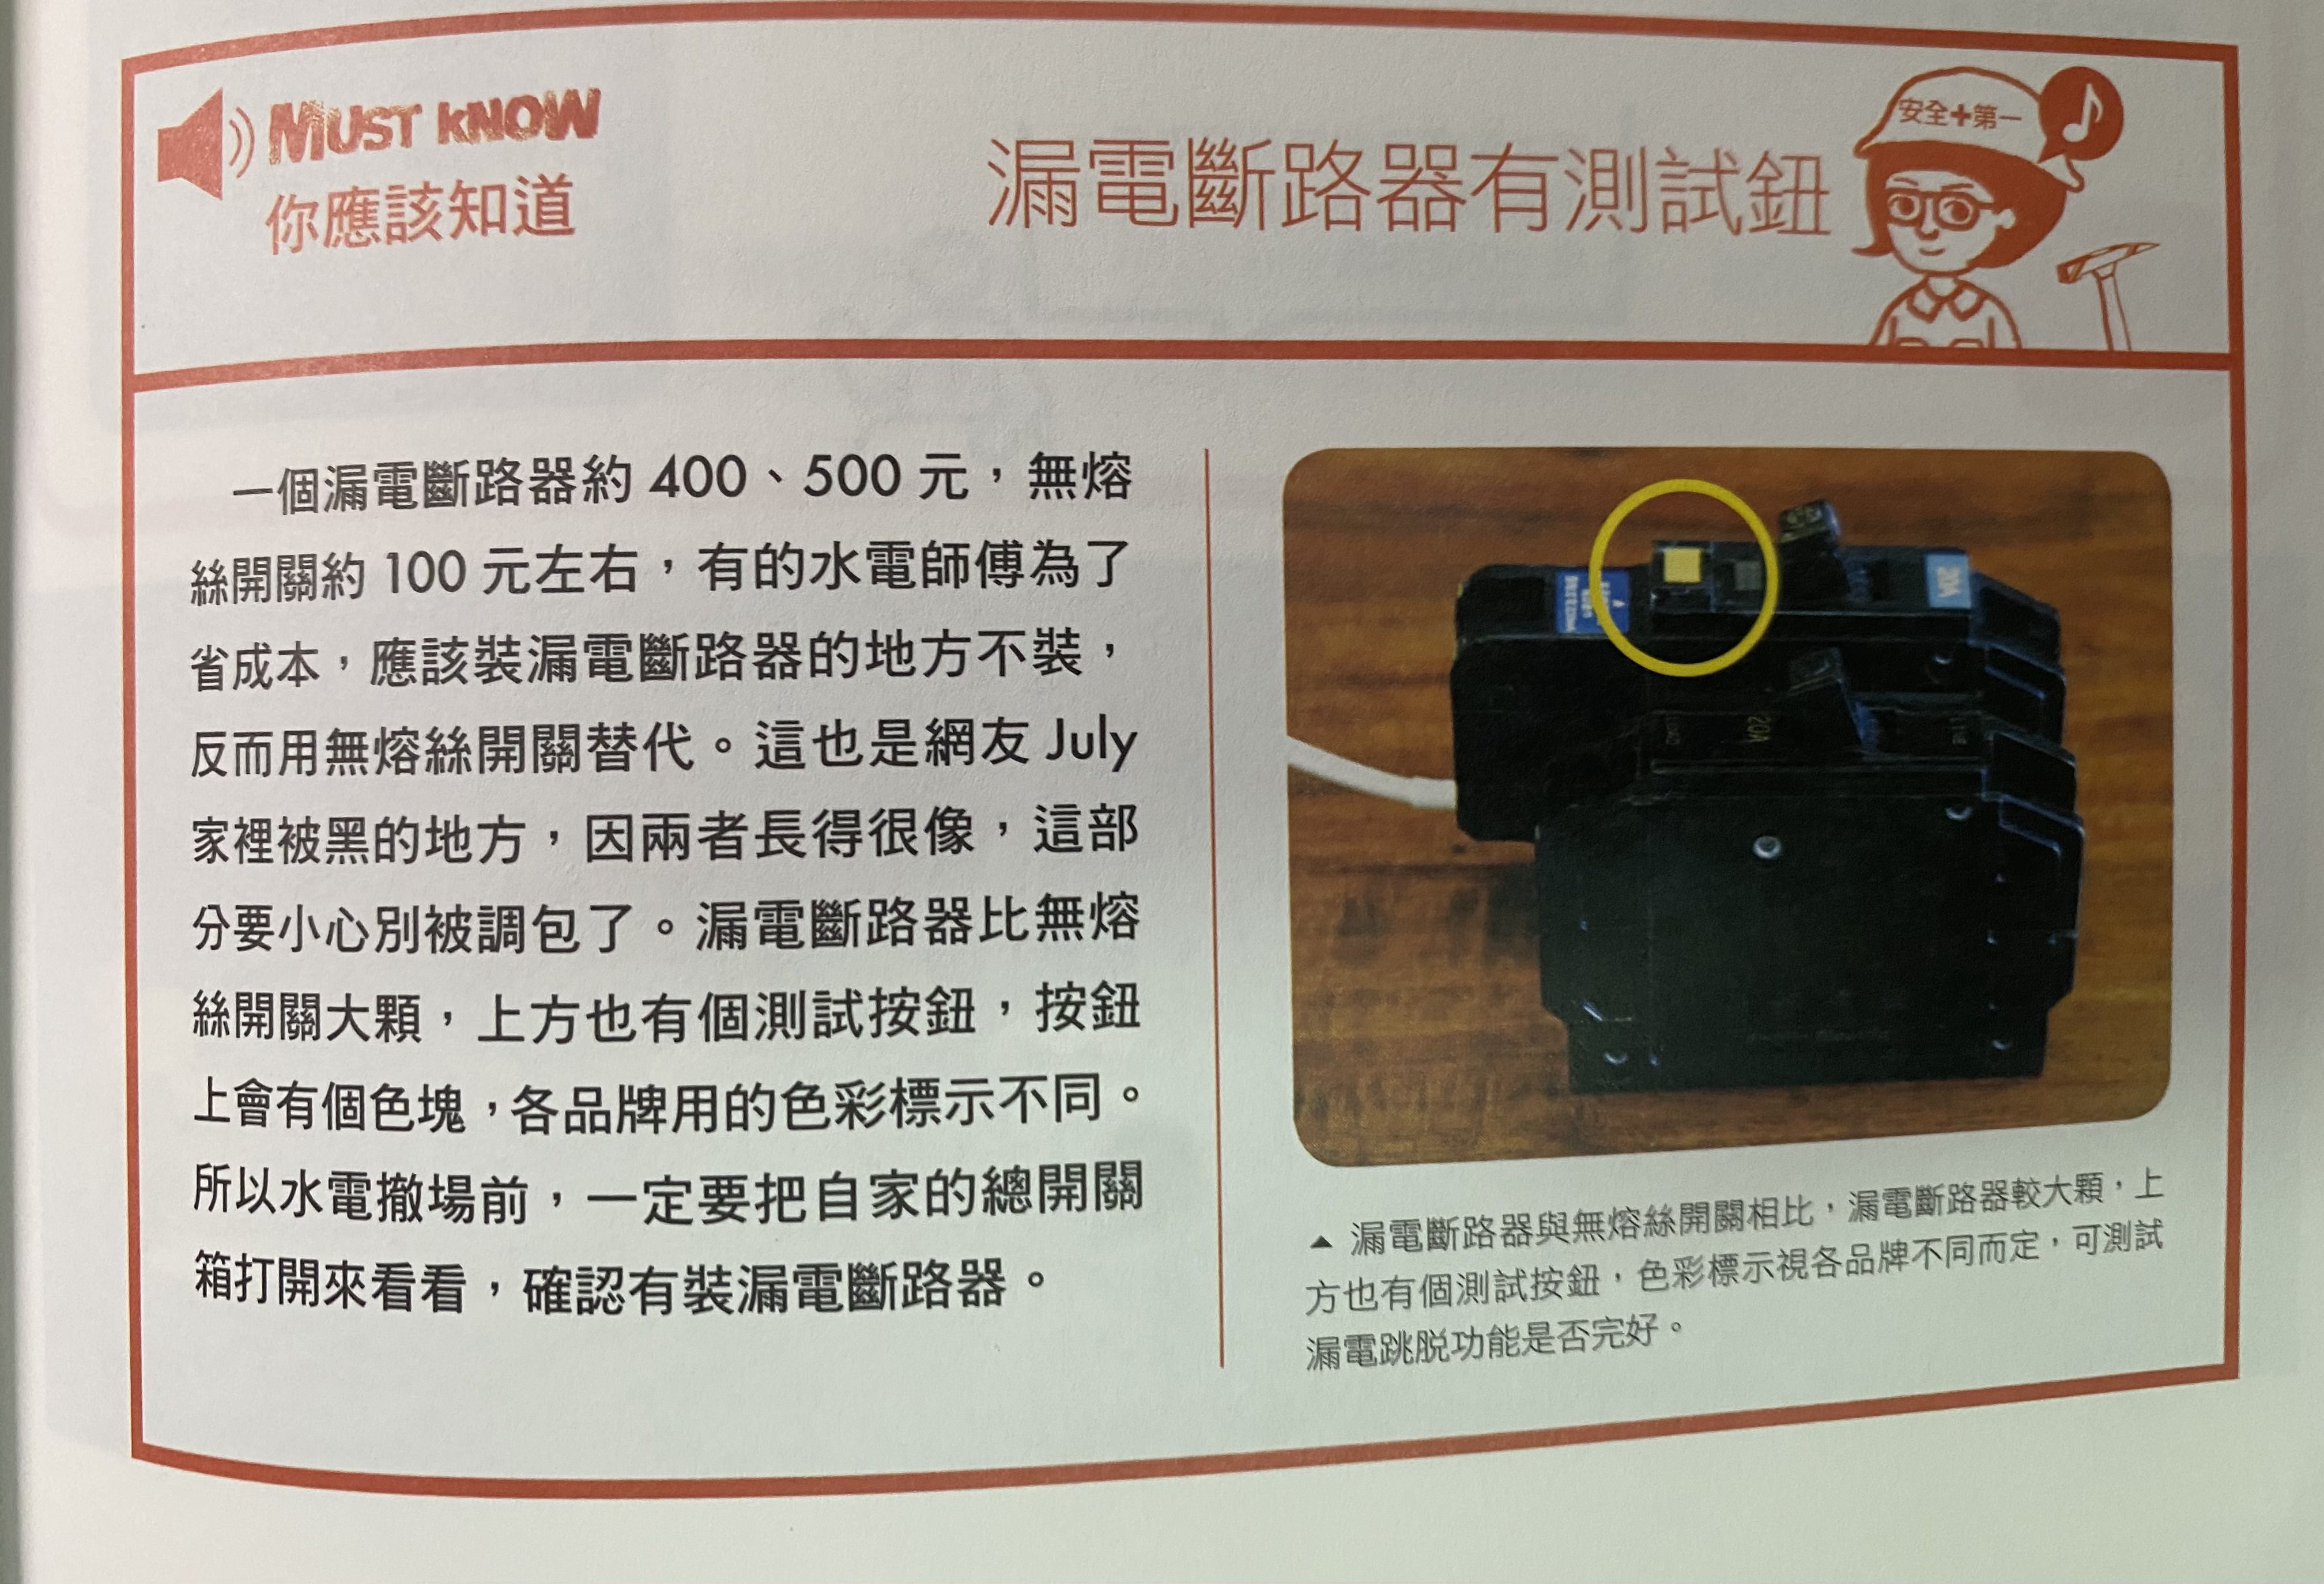 MUST KNOW
你應該知道
漏電斷路器有測試鈕
安全✚第一
一個漏電斷路器約 400、500 元，無熔
絲開關約 100 元左右，有的水電師傅為了
省成本，應該裝漏電斷路器的地方不裝，
反而用無熔絲開關替代。這也是網友 July
家裡被黑的地方，因兩者長得很像，這部
分要小心別被調包了。漏電斷路器比無熔
絲開關大顆，上方也有個測試按鈕，按鈕
上會有個色塊，各品牌用的色彩標示不同。
所以水電撤場前，一定要把自家的總開關
箱打開來看看，確認有裝漏電斷路器。
20A
20A
▲ 漏電斷路器與無熔絲開關相比，漏電斷路器較大顆，上
方也有個測試按鈕，色彩標示視各品牌不同而定，可測試
漏電跳脱功能是否完好。